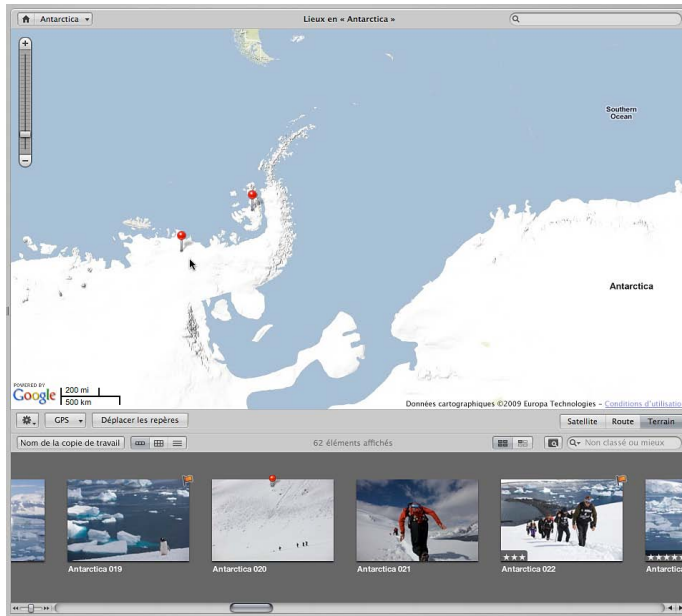 Antarctica
Lieux en « Antarctica »
Southern
Ocean
Antarctica
POWERED BY
Google
200 mi
500 km
Données cartographiques ©2009 Europa Technologies - Conditions d'utilisatio
GPS
Déplacer les repères
Satellite
Route
Terrain
Nom de la copie de travail
62 éléments affichés
Non classé ou mieux
Antarctica 019
Antarctica 020
Antarctica 021
Antarctica 022
Antarctic